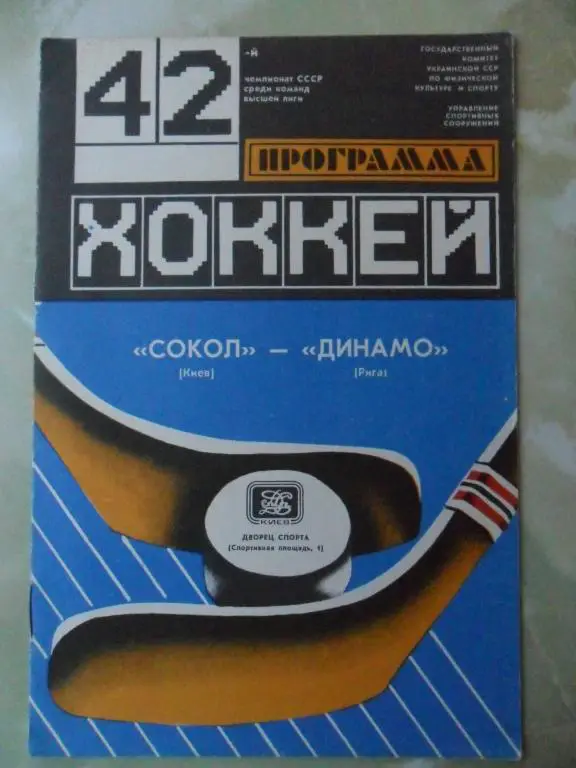 42
-й
чемпионат СССР
среди команд
высшей лиги
ГОСУДАРСТВЕННЫЙ
КОМИТЕТ
УКРАИНСКОЙ ССР
ПО ФИЗИЧЕСКОЙ
КУЛЬТУРЕ И СПОРТУ
УПРАВЛЕНИЕ
СПОРТИВНЫХ
СООРУЖЕНИЙ
ПРОГРАММА
ХОККЕЙ
«СОКОЛ» — «ДИНАМО»
(Киев) (Рига)
КИЕВ
ДВОРЕЦ СПОРТА
(Спортивная площадь, 1)